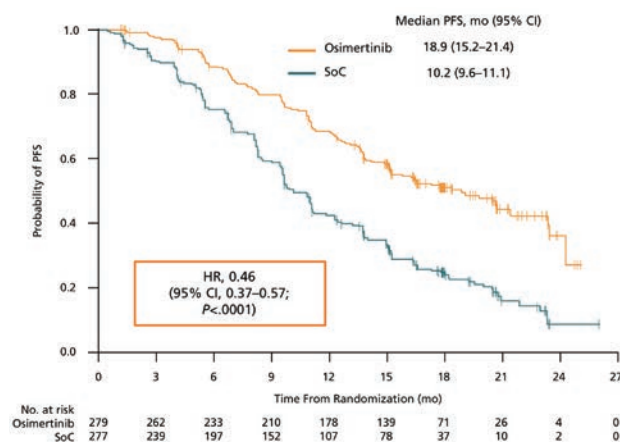 Median PFS, mo (95% CI)
Osimertinib 18.9 (15.2–21.4)
SoC 10.2 (9.6–11.1)
1.0
0.8
0.6
0.4
0.2
0.0
Probability of PFS
HR, 0.46
(95% CI, 0.37–0.57;
P<.0001)
0 3 6 9 12 15 18 21 24 27
Time From Randomization (mo)
No. at risk
Osimertinib 279 262 233 210 178 139 71 26 4 0
SoC 277 239 197 152 107 78 37 10 2 0